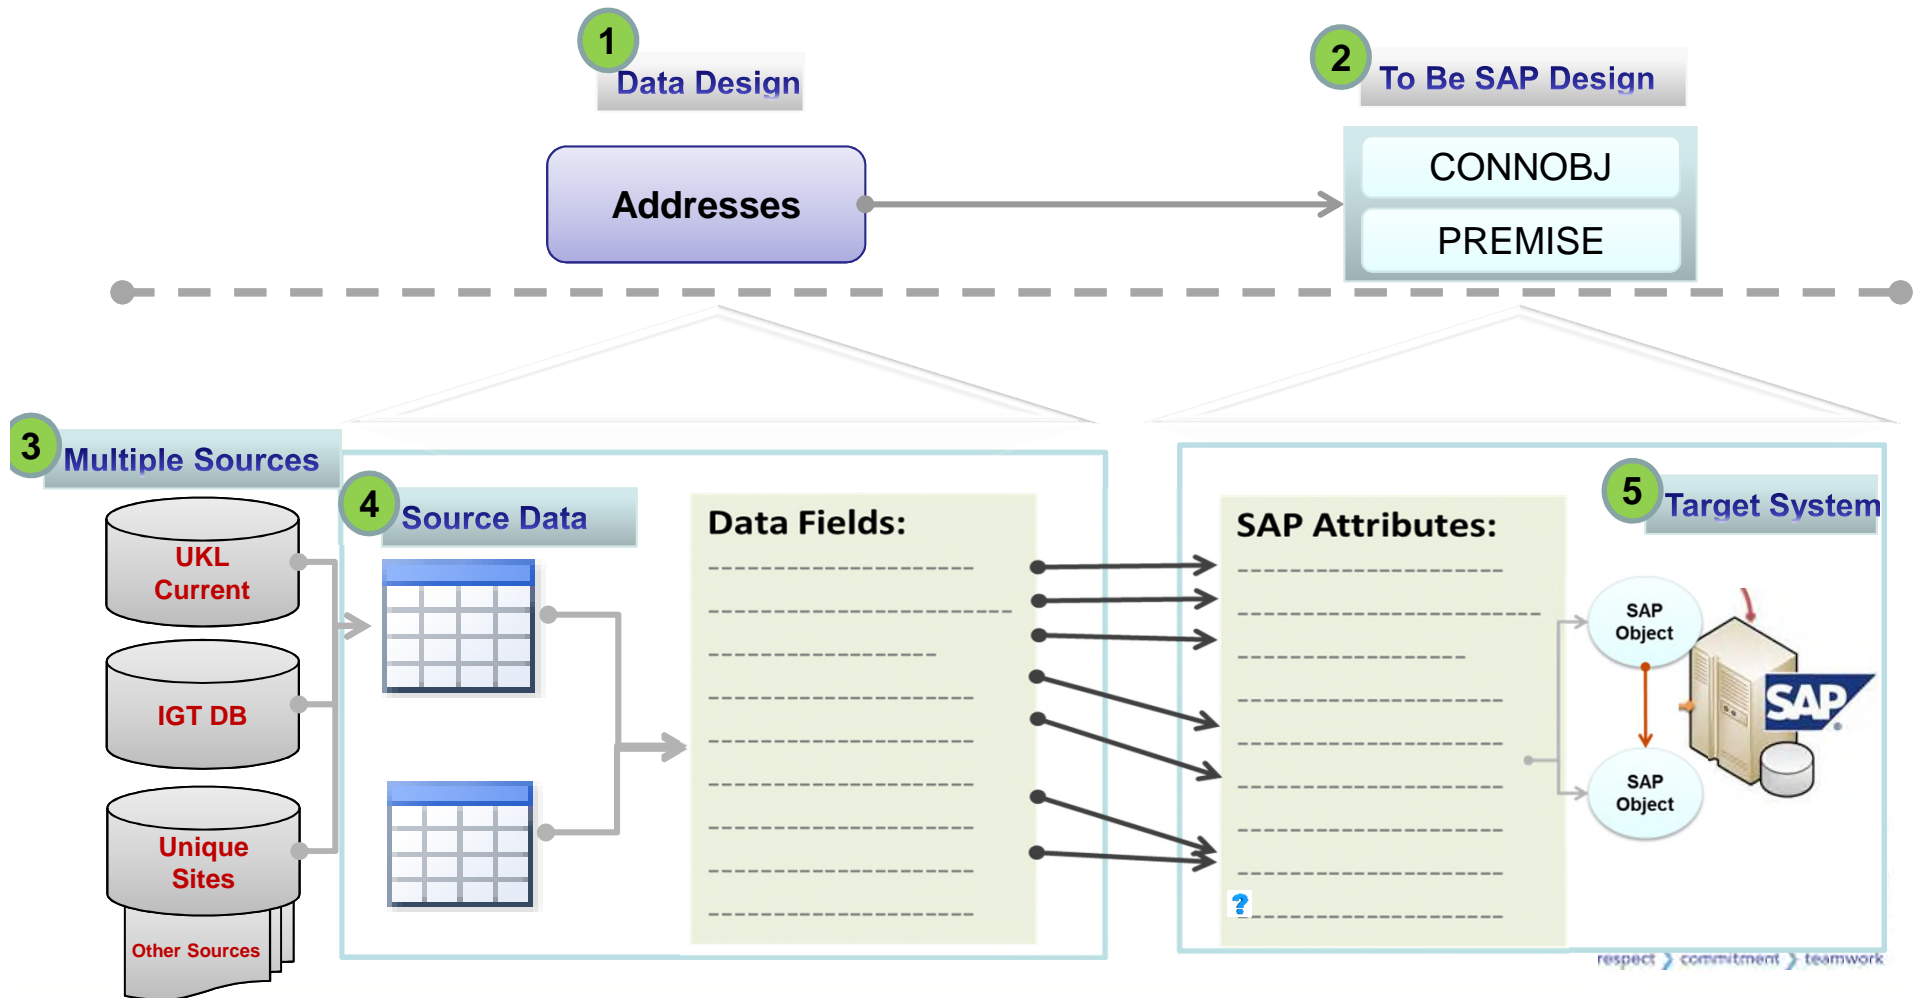 1
Data Design
2
To Be SAP Design
Addresses
CONNOBJ
PREMISE
3
Multiple Sources
UKL
Current
IGT DB
Unique
Sites
Other Sources
4
Source Data
Data Fields:
SAP Attributes:
?
5
Target System
SAP
Object
SAP
SAP
Object
respect > commitment > teamwork